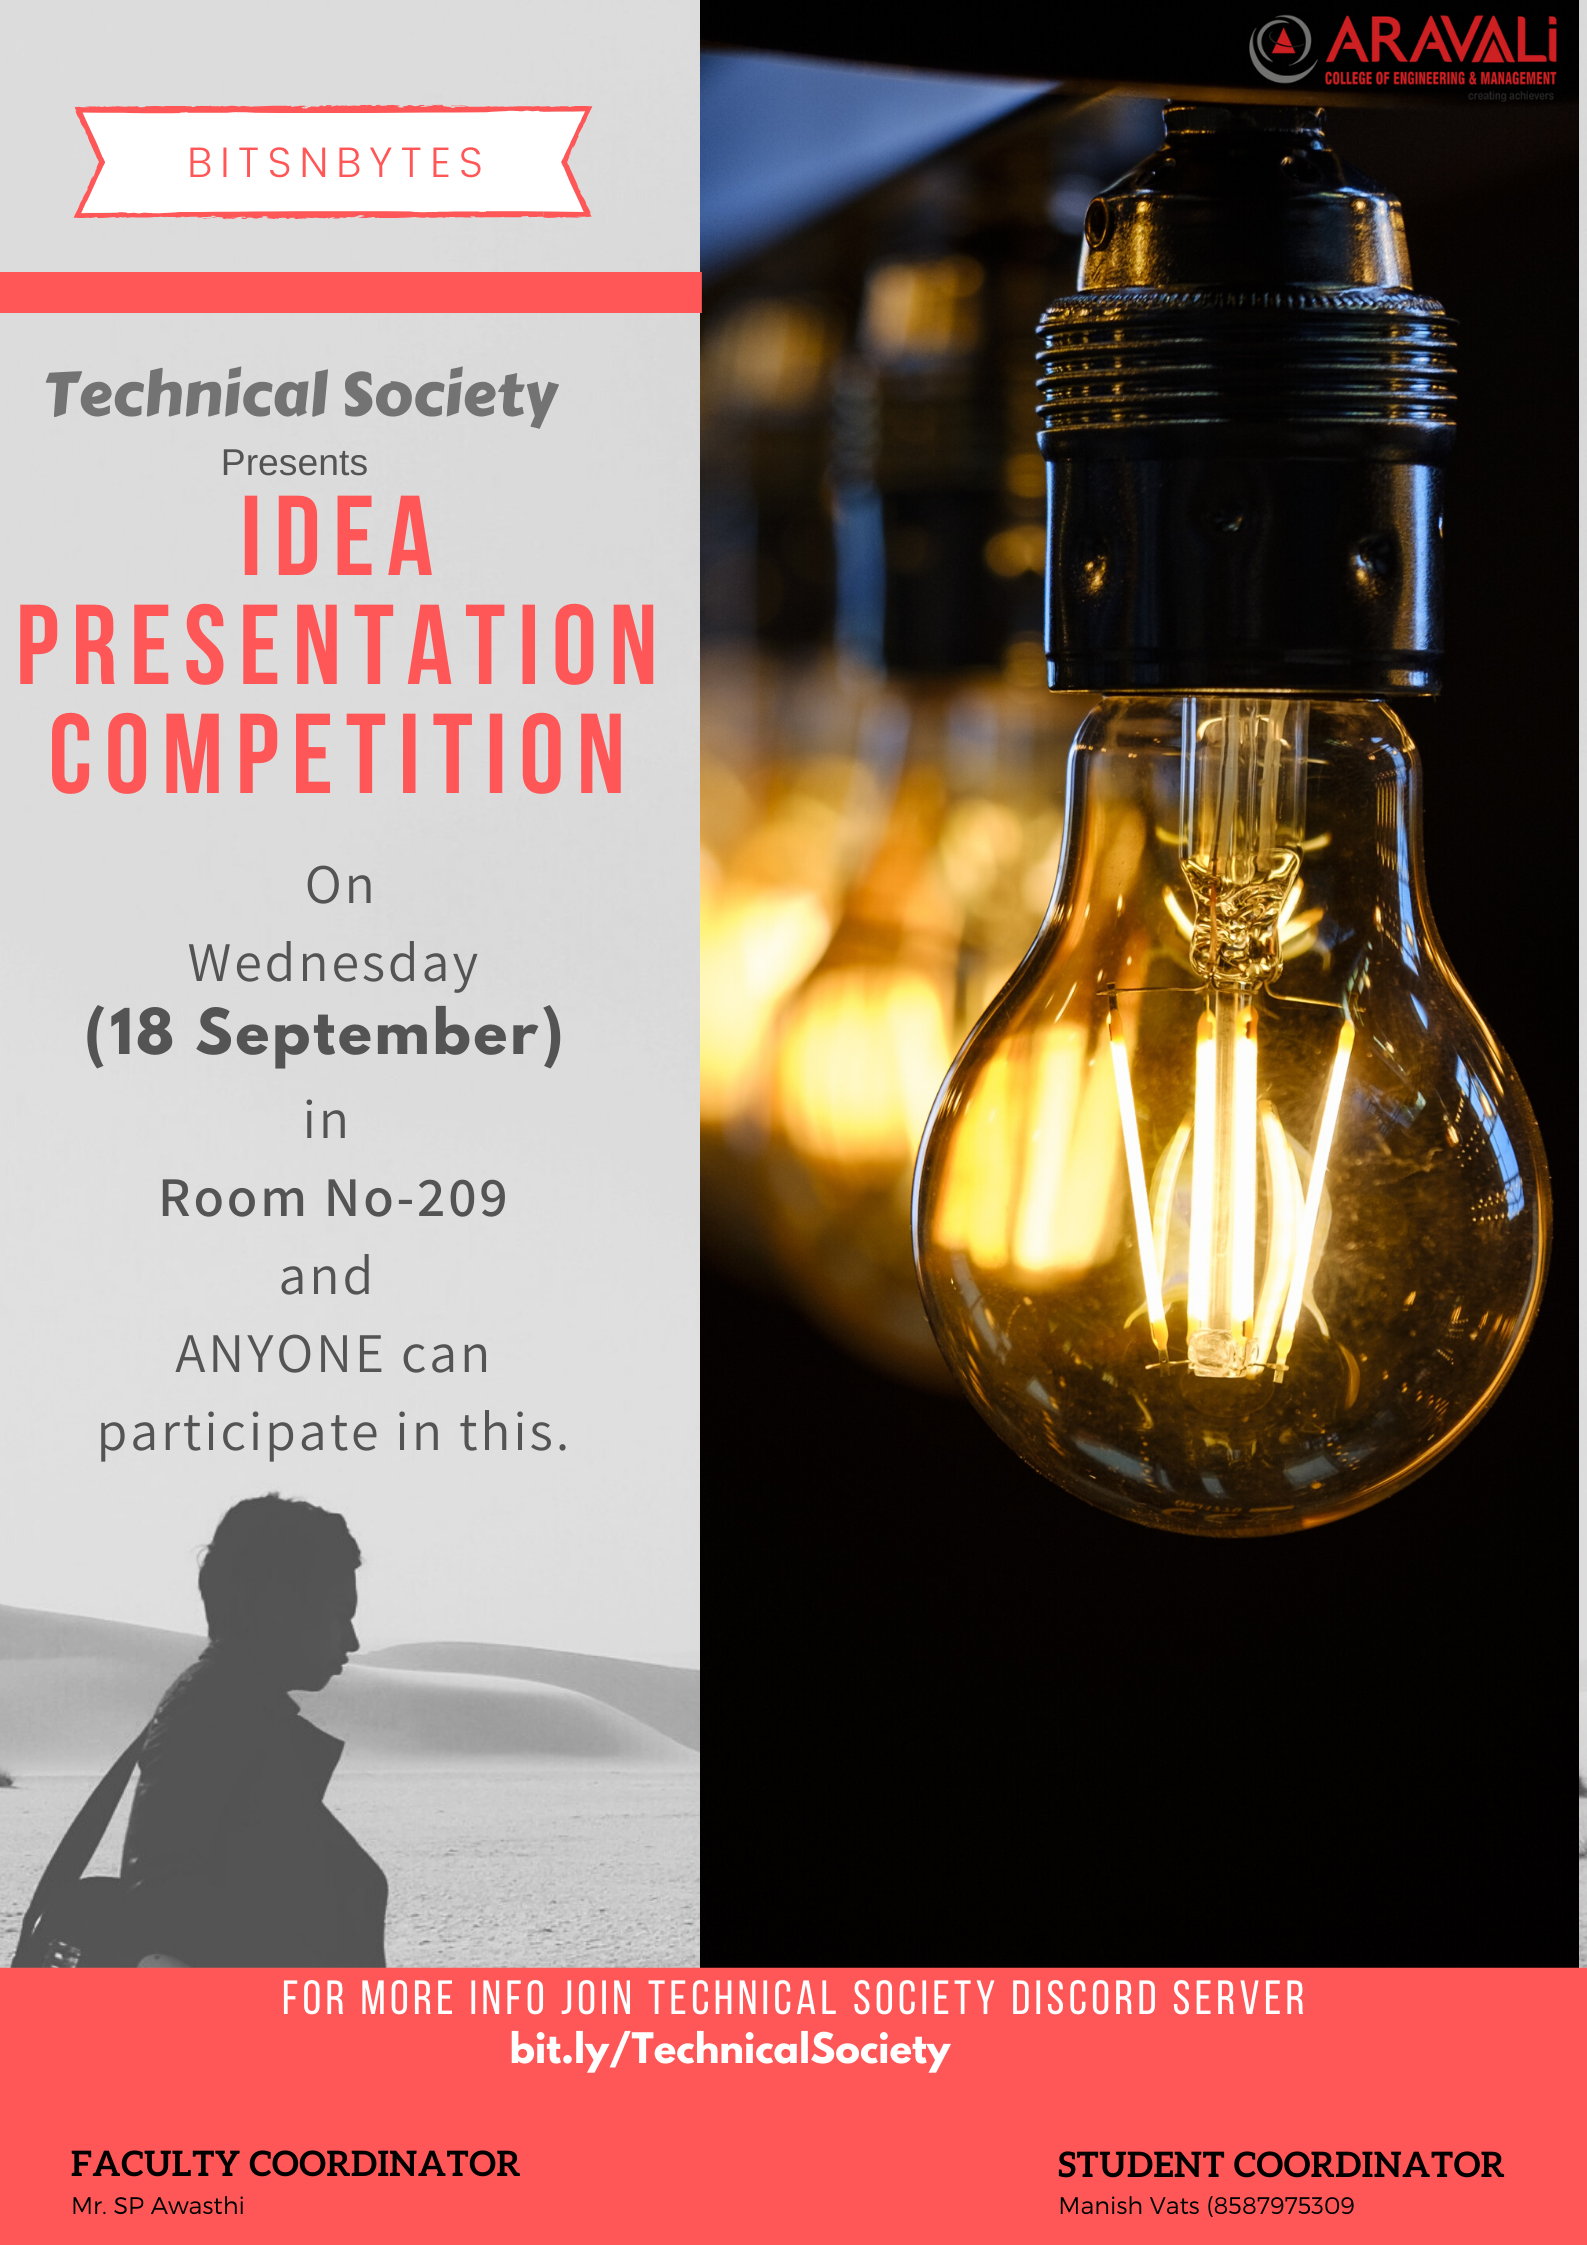 ARAVALi
COLLEGE OF ENGINEERING & MANAGEMENT
creating achievers
BITSNBYTES
Technical Society
Presents
IDEA
PRESENTATION
COMPETITION
On
Wednesday
(18 September)
in
Room No-209
and
ANYONE can
participate in this.
FOR MORE INFO JOIN TECHNICAL SOCIETY DISCORD SERVER
bit.ly/TechnicalSociety
FACULTY COORDINATOR
Mr. SP Awasthi
STUDENT COORDINATOR
Manish Vats (8587975309